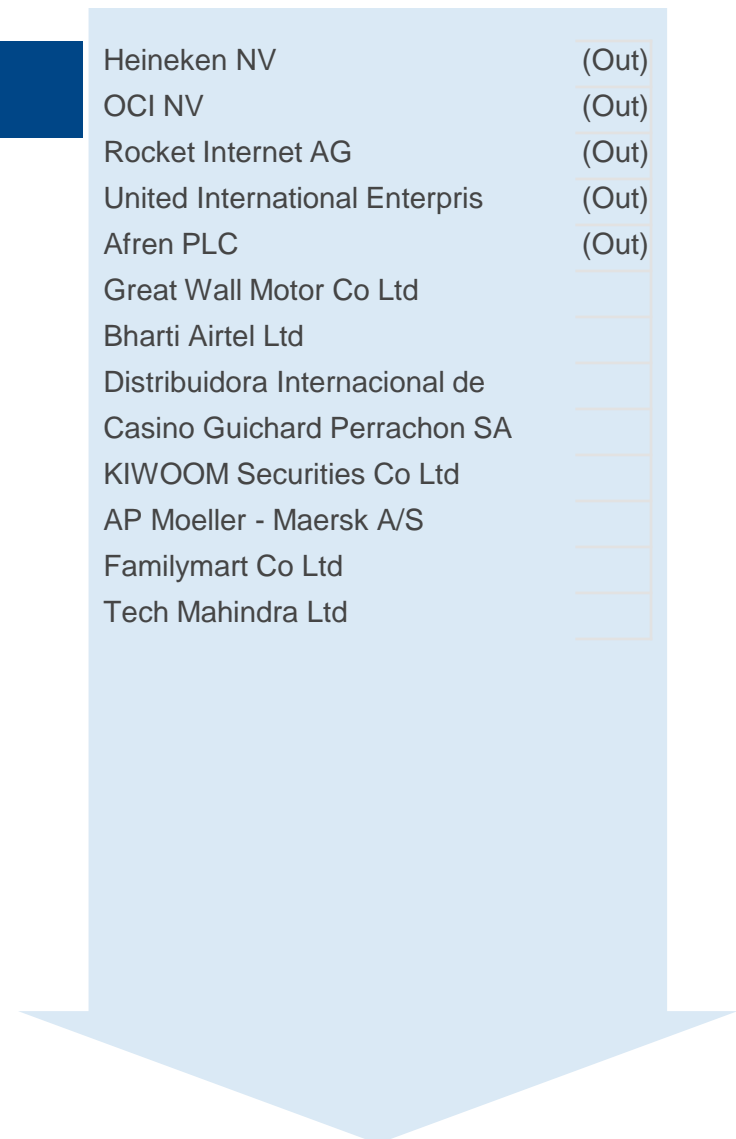 Heineken NV (Out)
OCI NV (Out)
Rocket Internet AG (Out)
United International Enterpris (Out)
Afren PLC (Out)
Great Wall Motor Co Ltd
Bharti Airtel Ltd
Distribuidora Internacional de
Casino Guichard Perrachon SA
KIWOOM Securities Co Ltd
AP Moeller - Maersk A/S
Familymart Co Ltd
Tech Mahindra Ltd